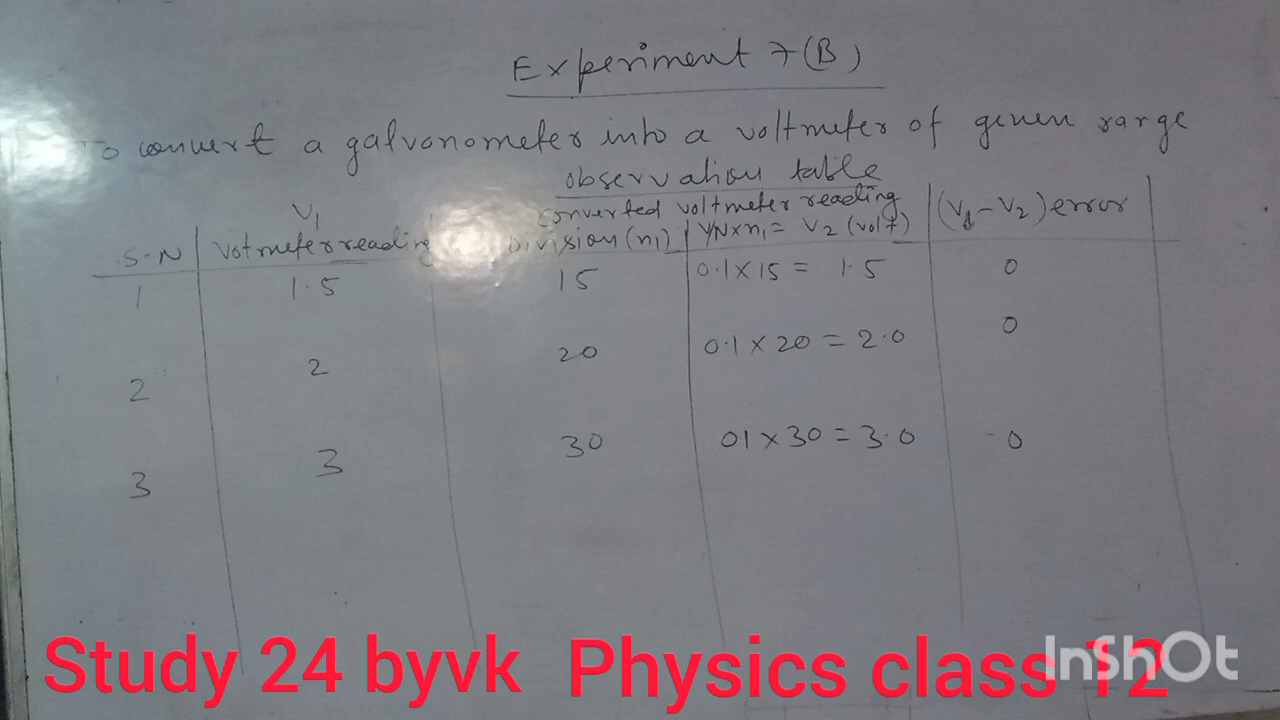 Experiment 7(B)
To convert a galvonometer into a voltmeter of given range
observation table
V1 converted voltmeter reading (V1-V2) error
S.N Votmeter reading Division (n1) V/N×n1= V2 (volt)
1 1.5 15 0.1×15 = 1.5 0
2 2 20 0.1×20 = 2.0 0
3 3 30 01×30 = 3.0 0
Study 24 byvk Physics class 12
InShOt